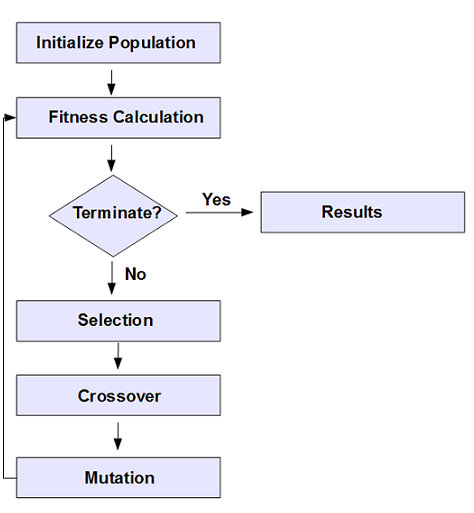 Initialize Population
Fitness Calculation
Terminate?
Yes
Results
No
Selection
Crossover
Mutation